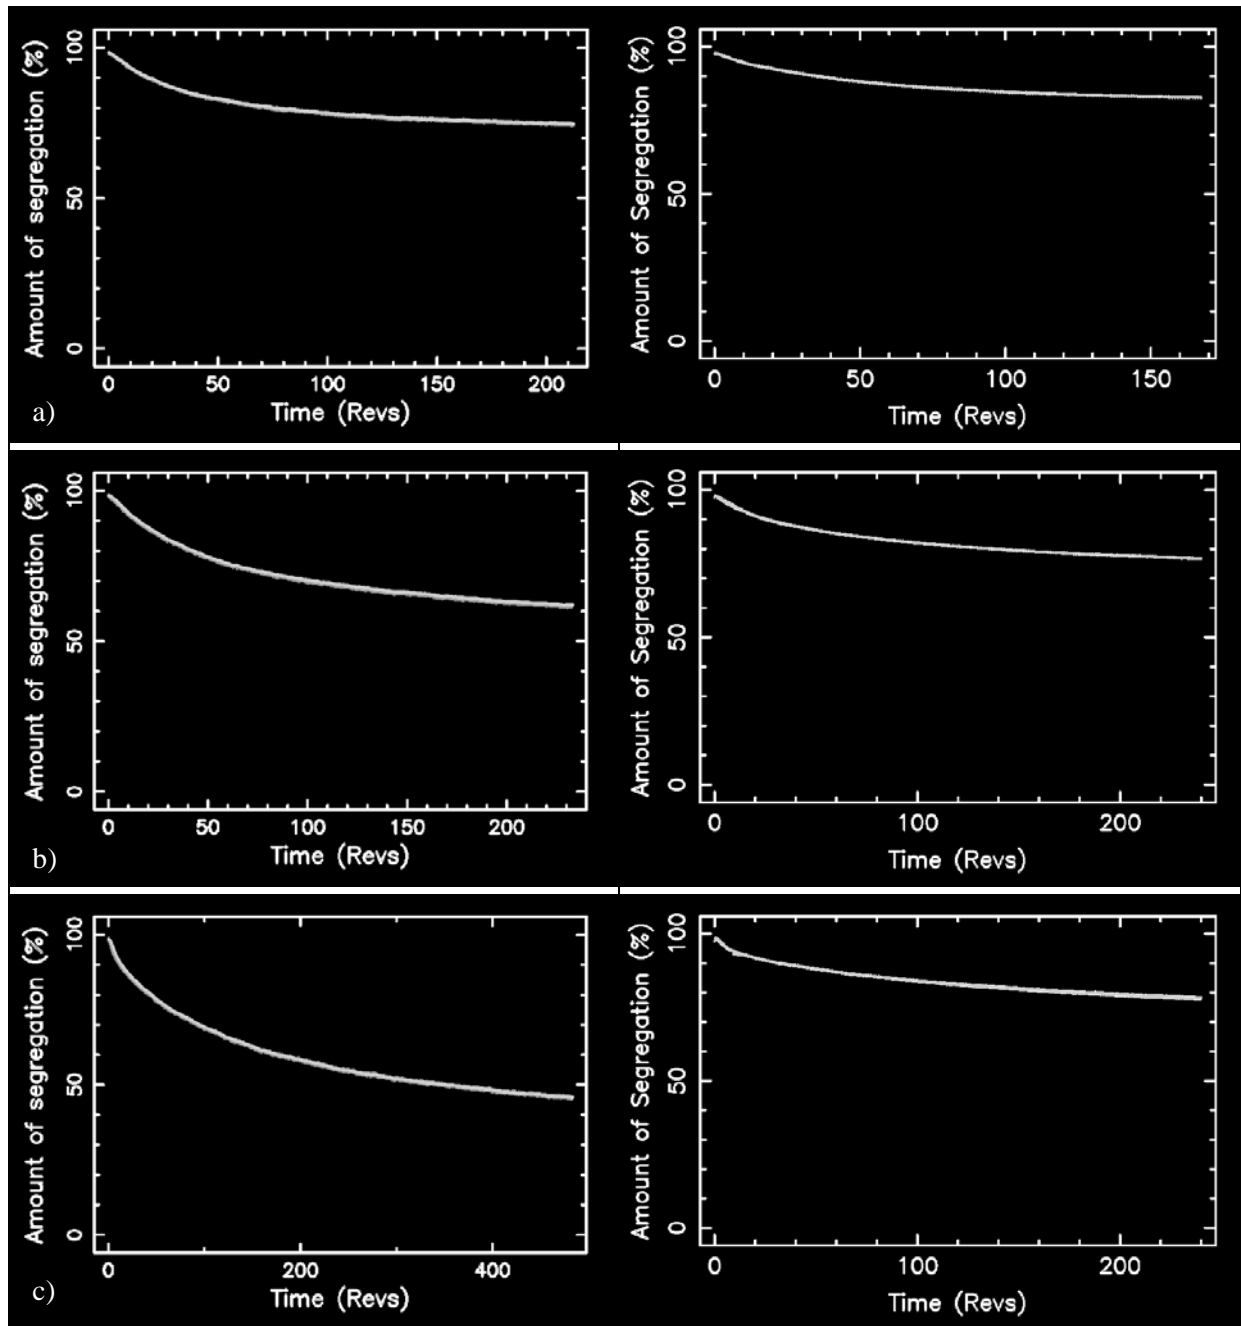 Amount of segregation (%)
100
50
0
0 50 100 150 200
Time (Revs)
a)
Amount of Segregation (%)
100
50
0
0 50 100 150
Time (Revs)
Amount of segregation (%)
100
50
0
0 50 100 150 200
Time (Revs)
b)
Amount of Segregation (%)
100
50
0
0 100 200
Time (Revs)
Amount of segregation (%)
100
50
0
0 200 400
Time (Revs)
c)
Amount of Segregation (%)
100
50
0
0 100 200
Time (Revs)